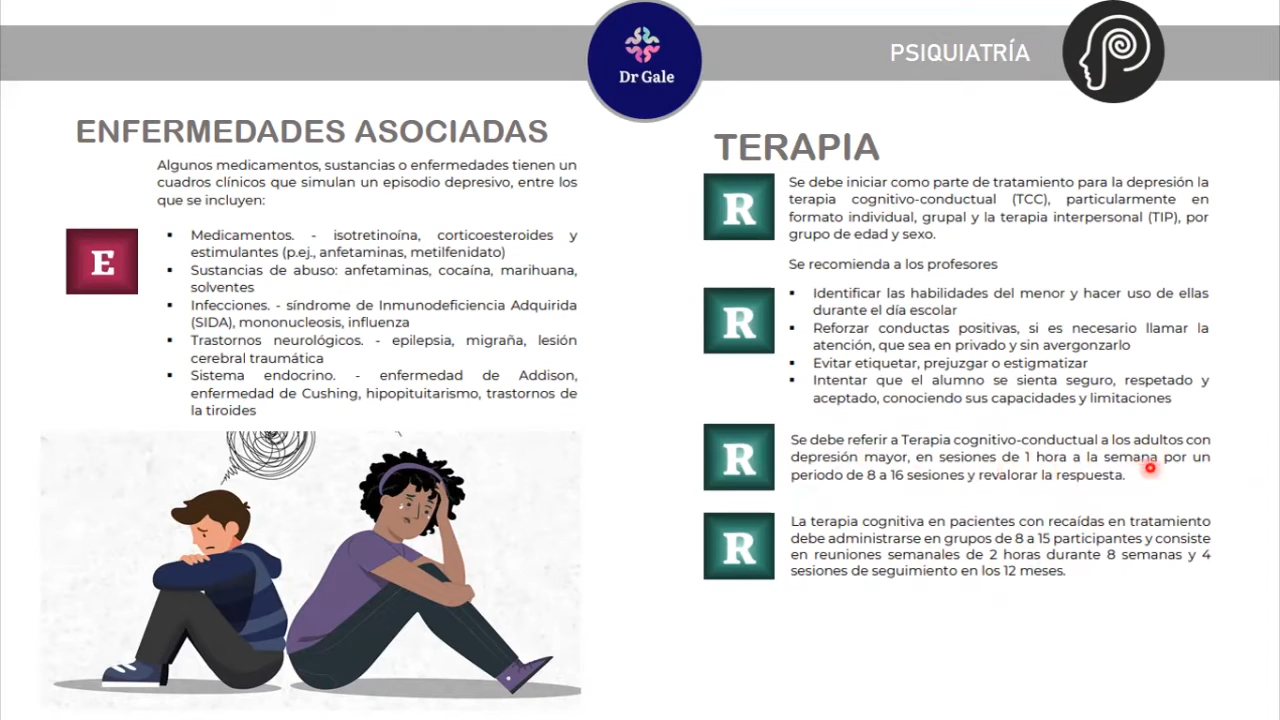 Dr Gale
PSIQUIATRÍA
ENFERMEDADES ASOCIADAS
Algunos medicamentos, sustancias o enfermedades tienen un
cuadros clínicos que simulan un episodio depresivo, entre los
que se incluyen:
E
▪ Medicamentos. - isotretinoína, corticoesteroides y
estimulantes (p.ej., anfetaminas, metilfenidato)
▪ Sustancias de abuso: anfetaminas, cocaína, marihuana,
solventes
▪ Infecciones. - síndrome de Inmunodeficiencia Adquirida
(SIDA), mononucleosis, influenza
▪ Trastornos neurológicos. - epilepsia, migraña, lesión
cerebral traumática
▪ Sistema endocrino. - enfermedad de Addison,
enfermedad de Cushing, hipopituitarismo, trastornos de
la tiroides
TERAPIA
R
Se debe iniciar como parte de tratamiento para la depresión la
terapia cognitivo-conductual (TCC), particularmente en
formato individual, grupal y la terapia interpersonal (TIP), por
grupo de edad y sexo.
Se recomienda a los profesores
R
▪ Identificar las habilidades del menor y hacer uso de ellas
durante el día escolar
▪ Reforzar conductas positivas, si es necesario llamar la
atención, que sea en privado y sin avergonzarlo
▪ Evitar etiquetar, prejuzgar o estigmatizar
▪ Intentar que el alumno se sienta seguro, respetado y
aceptado, conociendo sus capacidades y limitaciones
R
Se debe referir a Terapia cognitivo-conductual a los adultos con
depresión mayor, en sesiones de 1 hora a la semana por un
periodo de 8 a 16 sesiones y revalorar la respuesta.
R
La terapia cognitiva en pacientes con recaídas en tratamiento
debe administrarse en grupos de 8 a 15 participantes y consiste
en reuniones semanales de 2 horas durante 8 semanas y 4
sesiones de seguimiento en los 12 meses.